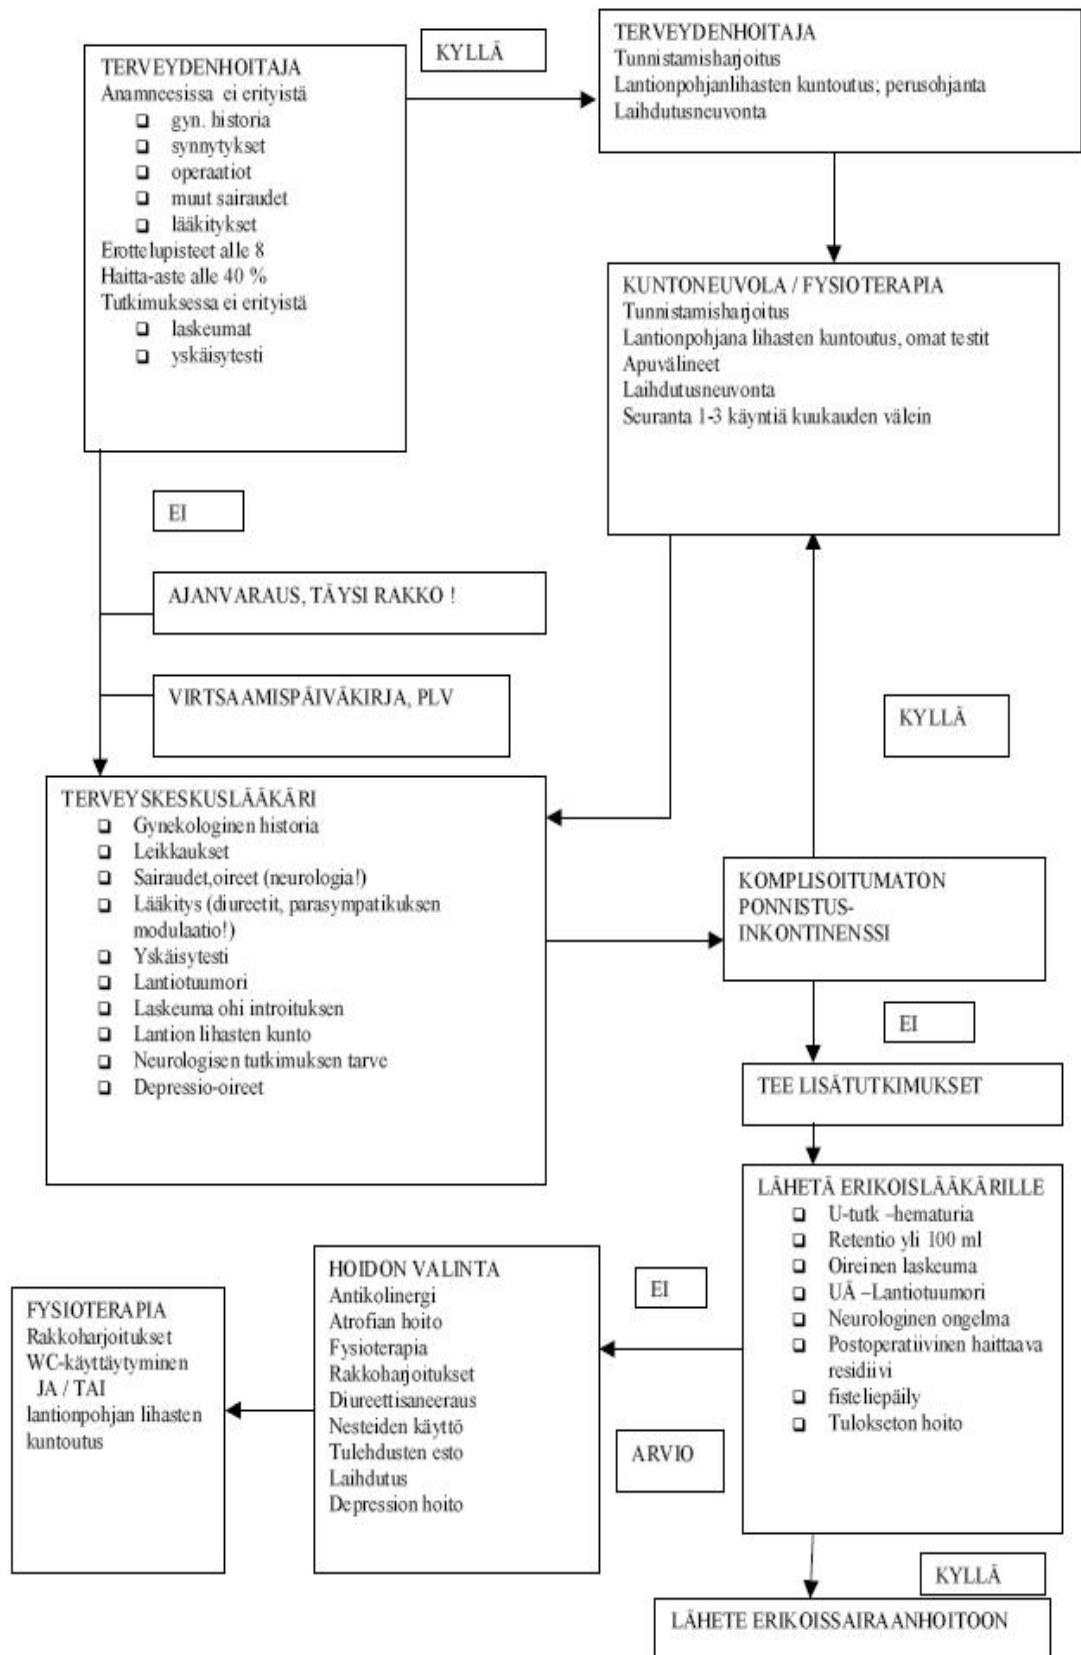 TERVEYDENHOITAJA
Anamneesissa ei erityistä
❑ gyn. historia
❑ synnytykset
❑ operaatiot
❑ muut sairaudet
❑ lääkitykset
Erottelupisteet alle 8
Haitta-aste alle 40 %
Tutkimuksessa ei erityistä
❑ laskeumat
❑ yskäisytesti
KYLLÄ
TERVEYDENHOITAJA
Tunnistamisharjoitus
Lantionpohjanlihasten kuntoutus; perusohjanta
Laihdutusneuvonta
KUNTONEUVOLA / FYSIOTERAPIA
Tunnistamisharjoitus
Lantionpohjana lihasten kuntoutus, omat testit
Apuvälineet
Laihdutusneuvonta
Seuranta 1-3 käyntiä kuukauden välein
EI
AJANVARAUS, TÄYSI RAKKO !
VIRTSAAMISPÄIVÄKIRJA, PLV
KYLLÄ
TERVEYSKESKUSLÄÄKÄRI
❑ Gynekologinen historia
❑ Leikkaukset
❑ Sairaudet,oireet (neurologia!)
❑ Lääkitys (diureetit, parasympatikuksen
modulaatio!)
❑ Yskäisytesti
❑ Lantiotuumori
❑ Laskeuma ohi introituksen
❑ Lantion lihasten kunto
❑ Neurologisen tutkimuksen tarve
❑ Depressio-oireet
KOMPLISOITUMATON
PONNISTUS-
INKONTINENSSI
EI
TEE LISÄTUTKIMUKSET
LÄHETÄ ERIKOISLÄÄKÄRILLE
❑ U-tutk –hematuria
❑ Retentio yli 100 ml
❑ Oireinen laskeuma
❑ UÄ –Lantiotuumori
❑ Neurologinen ongelma
❑ Postoperatiivinen haittaava
residiivi
❑ fisteliepäily
❑ Tulokseton hoito
EI
ARVIO
HOIDON VALINTA
Antikolinergi
Atrofian hoito
Fysioterapia
Rakkoharjoitukset
Diureettisaneeraus
Nesteiden käyttö
Tulehdusten esto
Laihdutus
Depression hoito
FYSIOTERAPIA
Rakkoharjoitukset
WC-käyttäytyminen
JA / TAI
lantionpohjan lihasten
kuntoutus
KYLLÄ
LÄHETE ERIKOISSAIRAANHOITOON